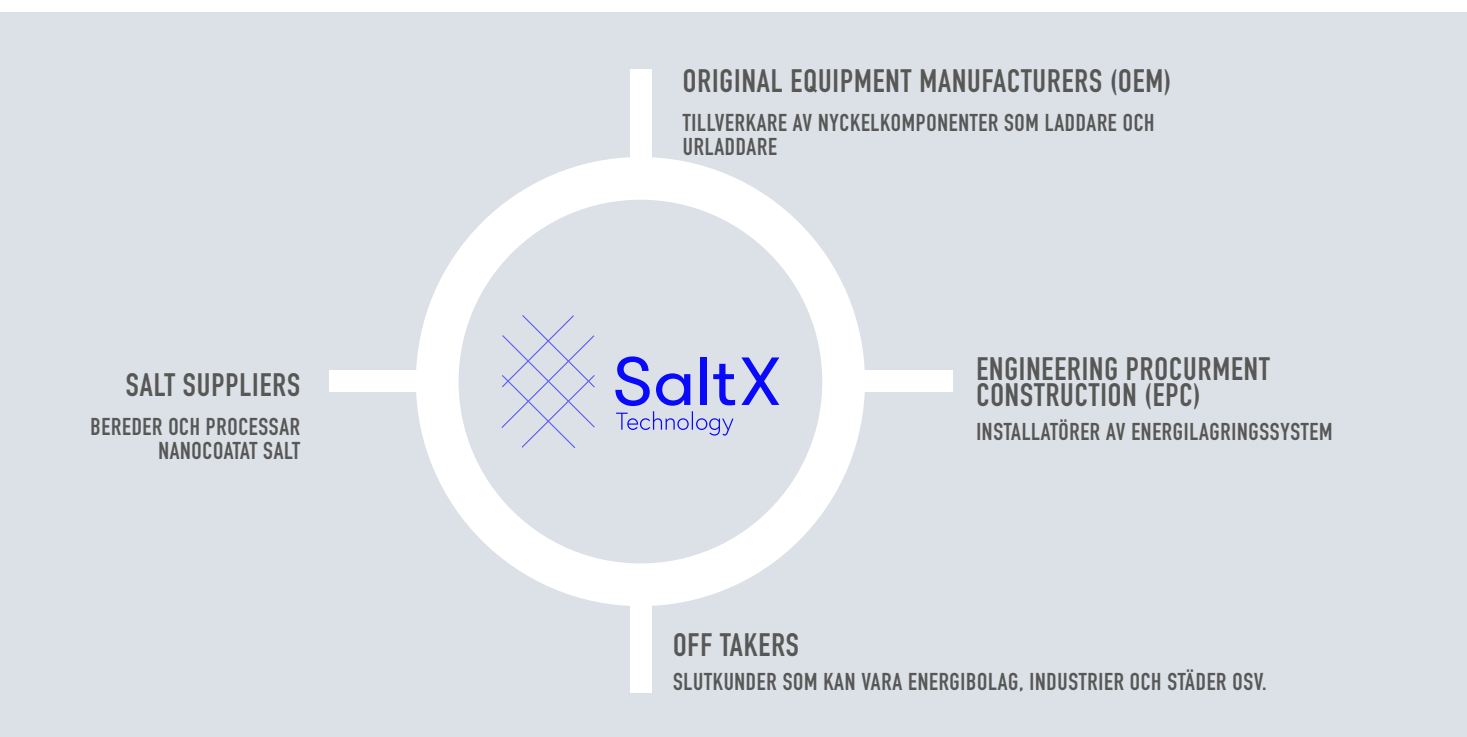 ORIGINAL EQUIPMENT MANUFACTURERS (OEM)
TILLVERKARE AV NYCKELKOMPONENTER SOM LADDARE OCH
URLADDARE
SALT SUPPLIERS
BEREDER OCH PROCESSAR
NANOCOATAT SALT
SaltX
Technology
ENGINEERING PROCURMENT
CONSTRUCTION (EPC)
INSTALLATÖRER AV ENERGILAGRINGSSYSTEM
OFF TAKERS
SLUTKUNDER SOM KAN VARA ENERGIBOLAG, INDUSTRIER OCH STÄDER OSV.